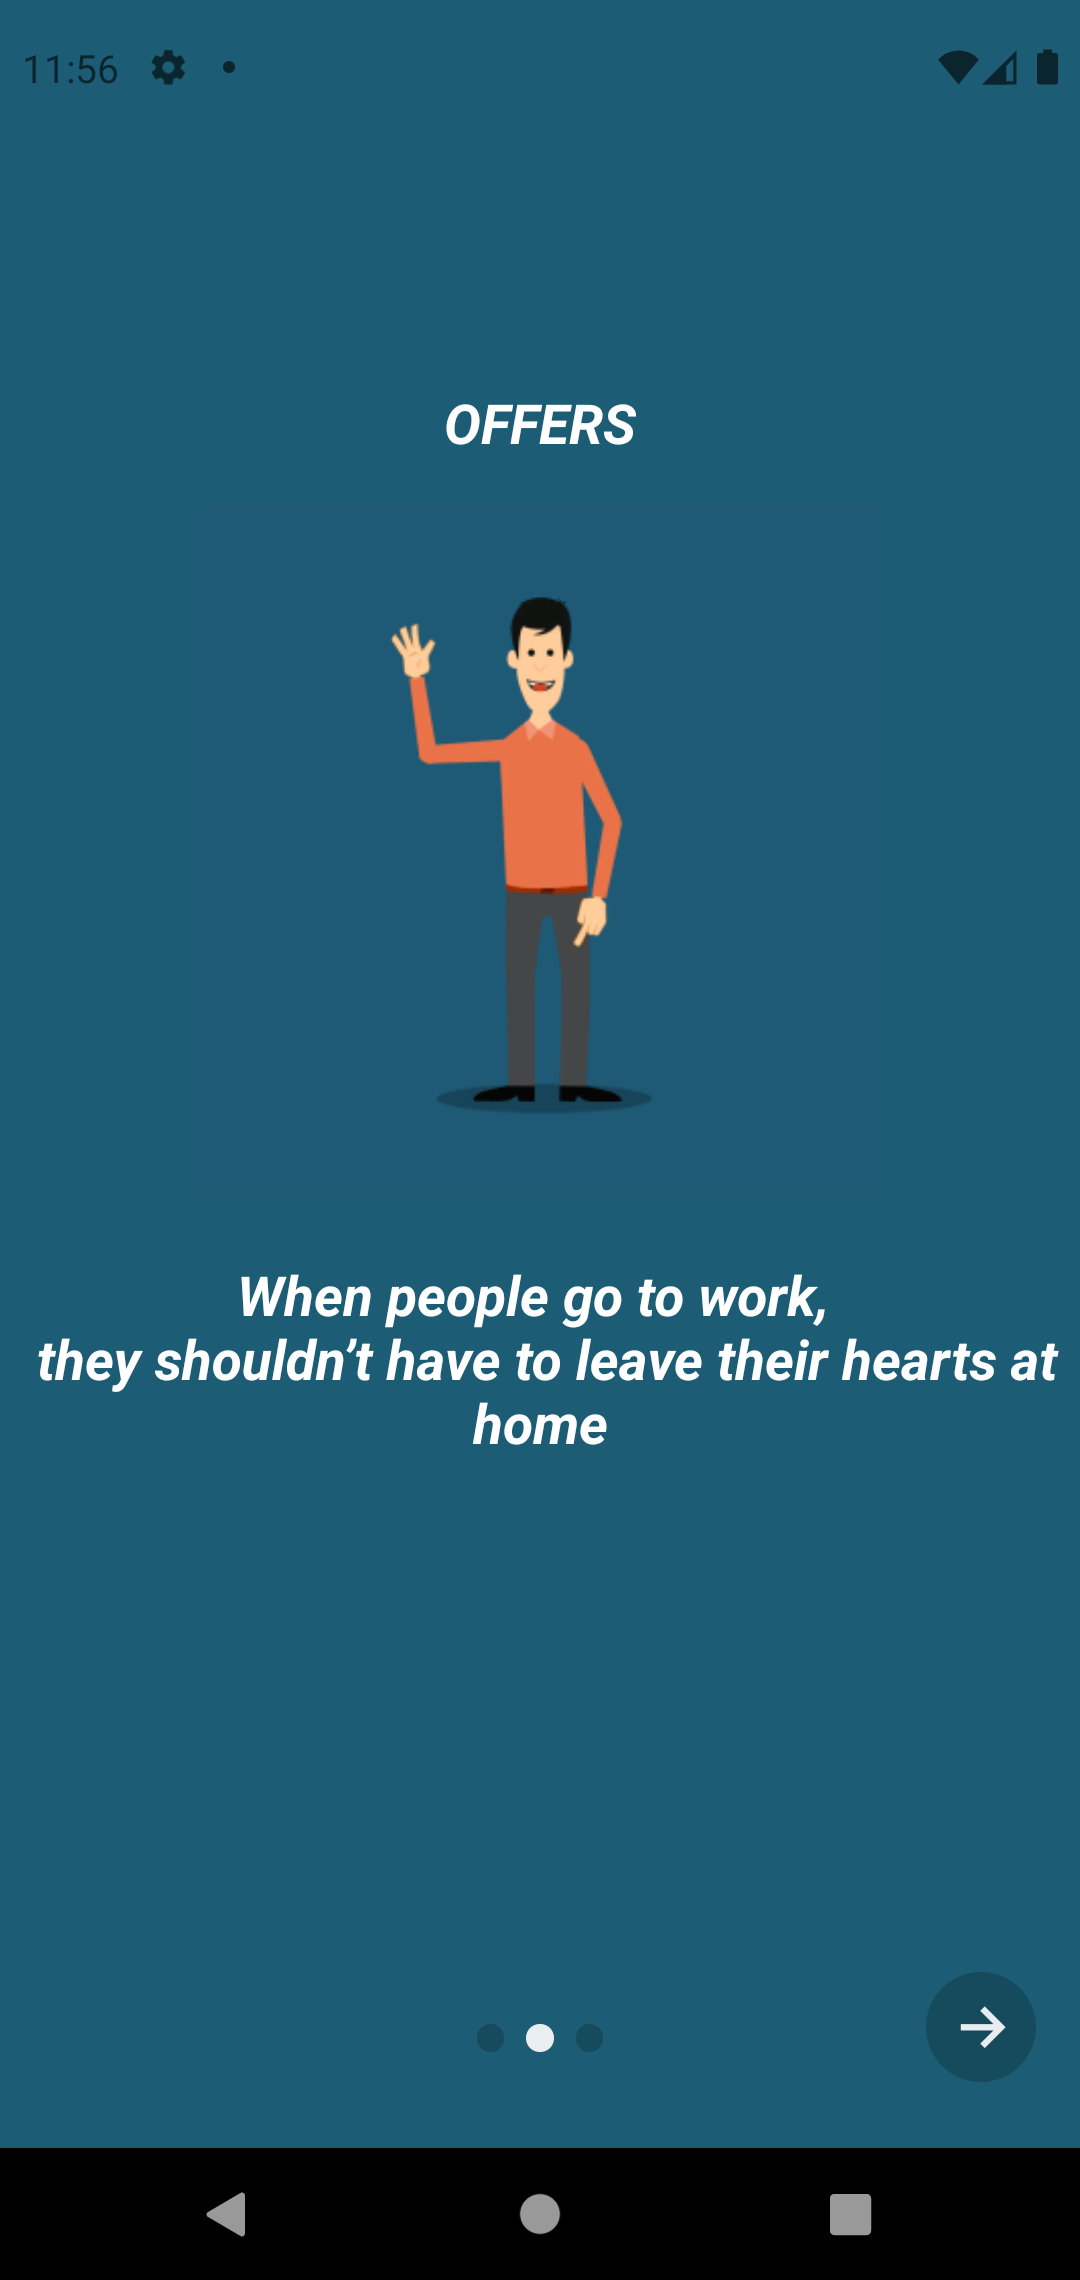 11:56
OFFERS
When people go to work,
they shouldn’t have to leave their hearts at
home